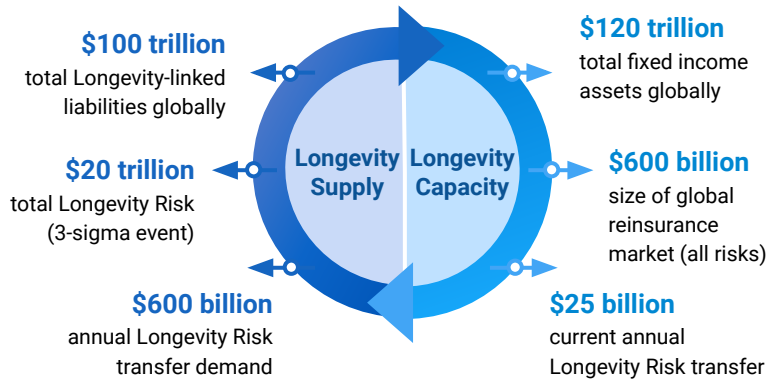 $100 trillion
total Longevity-linked
liabilities globally
$20 trillion
total Longevity Risk
(3-sigma event)
$600 billion
annual Longevity Risk
transfer demand
Longevity
Supply
Longevity
Capacity
$120 trillion
total fixed income
assets globally
$600 billion
size of global
reinsurance
market (all risks)
$25 billion
current annual
Longevity Risk transfer